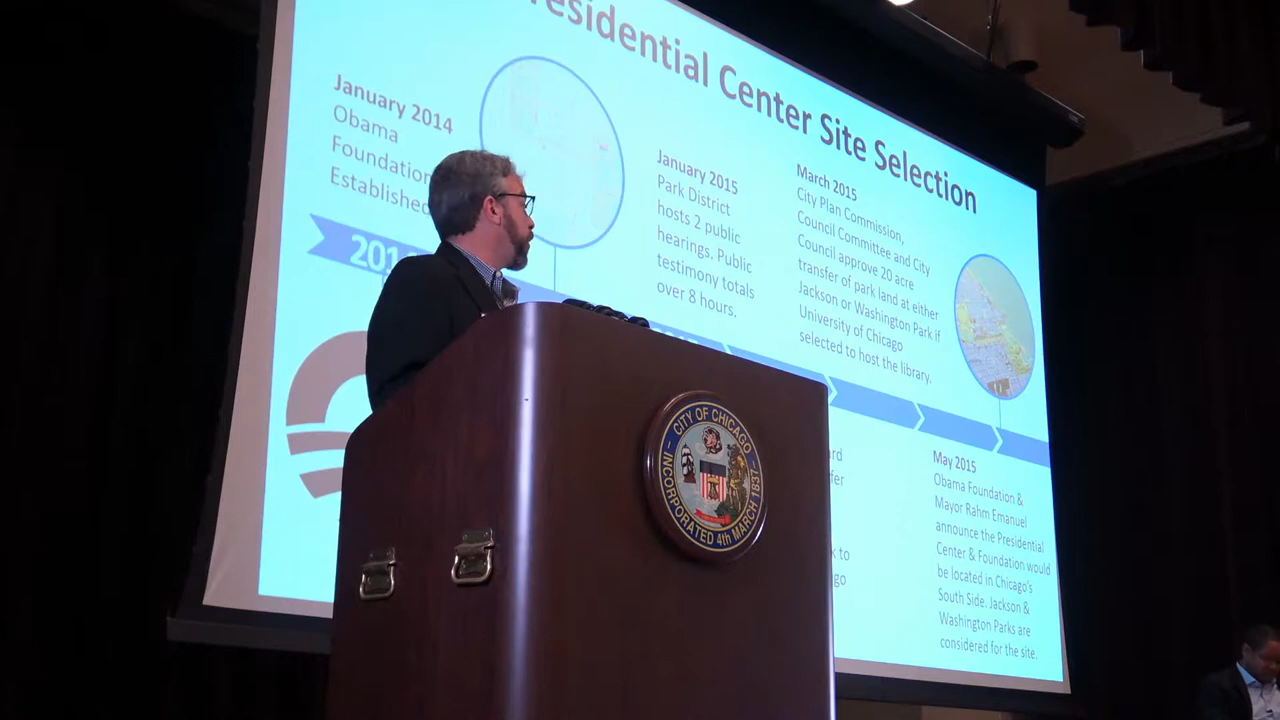 residential Center Site Selection
January 2014
Obama
Foundation
Established
201
January 2015
Park District
hosts 2 public
hearings. Public
testimony totals
over 8 hours.
March 2015
City Plan Commission,
Council Committee and City
Council approve 20 acre
transfer of park land at either
Jackson or Washington Park if
University of Chicago
selected to host the library.
May 2015
Obama Foundation &
Mayor Rahm Emanuel
announce the Presidential
Center & Foundation would
be located in Chicago's
South Side. Jackson &
Washington Parks are
considered for the site.
CITY OF CHICAGO
INCORPORATED 4th MARCH 1837